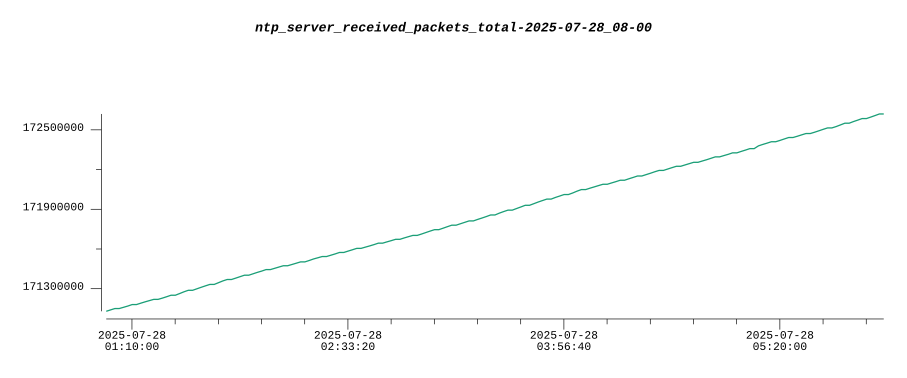 ntp_server_received_packets_total-2025-07-28_08-00
172500000
171900000
171300000
2025-07-28 2025-07-28 2025-07-28 2025-07-28
01:10:00 02:33:20 03:56:40 05:20:00